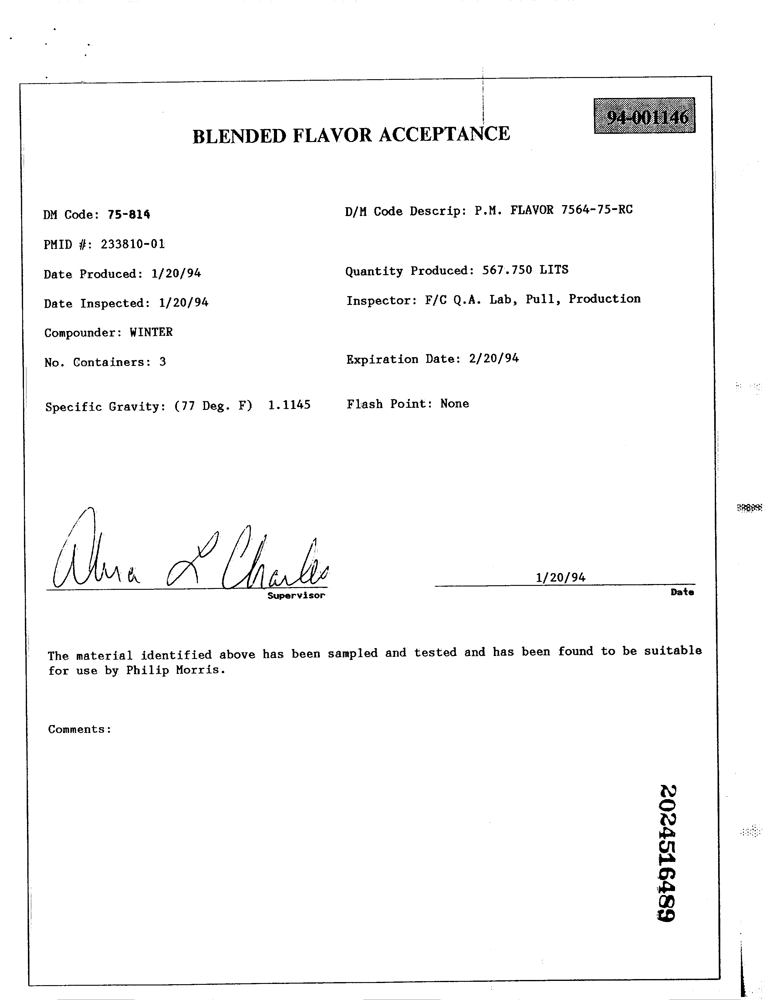 94-001146
BLENDED FLAVOR ACCEPTANCE
DM Code: 75-814
D/M Code Descrip: P.M. FLAVOR 7564-75-RC
PMID #: 233810-01
Date Produced: 1/20/94
Quantity Produced: 567.750 LITS
Date Inspected: 1/20/94
Inspector: F/C Q.A. Lab, Pull, Production
Compounder: WINTER
No. Containers: 3
Expiration Date: 2/20/94
Specific Gravity: (77 Deg. F) 1.1145
Flash Point: None
L Charles
1/20/94
Supervisor
Date
The material identified above has been sampled and tested and has been found to be suitable
for use by Philip Morris.
Comments:
2024516489